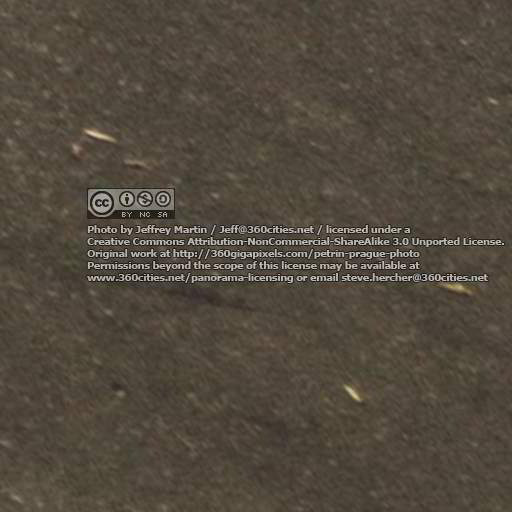 cc
BY NC SA
Photo by Jeffrey Martin / Jeff@360cities.net / licensed under a
Creative Commons Attribution-NonCommercial-ShareAlike 3.0 Unported License.
Original work at http://360gigapixels.com/petrin-prague-photo
Permissions beyond the scope of this license may be available at
www.360cities.net/panorama-licensing or email steve.hercher@360cities.net